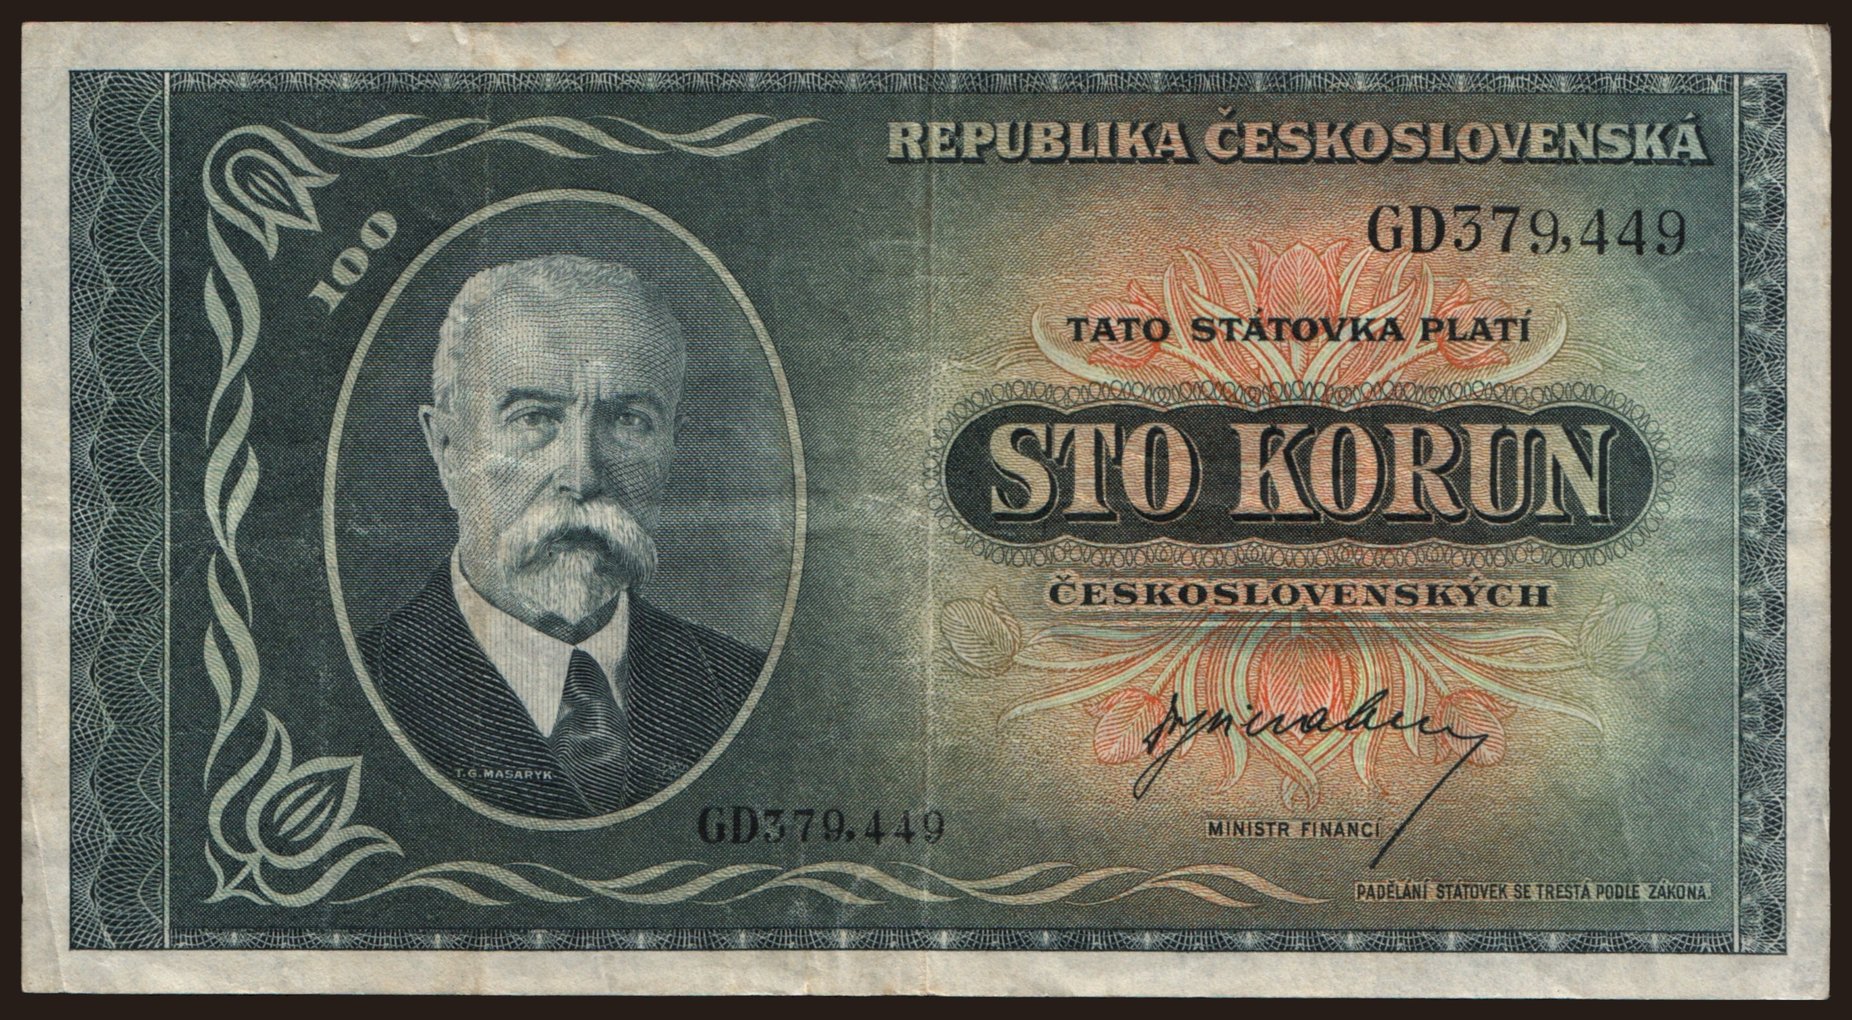 REPUBLIKA ČESKOSLOVENSKÁ
100
GD379,449
TATO STÁTOVKA PLATÍ
STO KORUN
ČESKOSLOVENSKÝCH
T.G.MASARYK
GD379,449
MINISTR FINANCÍ
PADĚLÁNÍ STÁTOVEK SE TRESTÁ PODLE ZÁKONA.